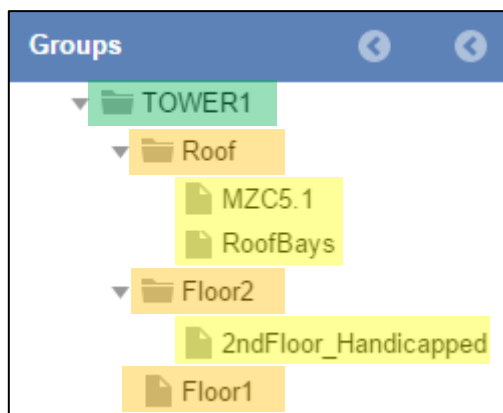 Groups
TOWER1
Roof
MZC5.1
RoofBays
Floor2
2ndFloor_Handicapped
Floor1